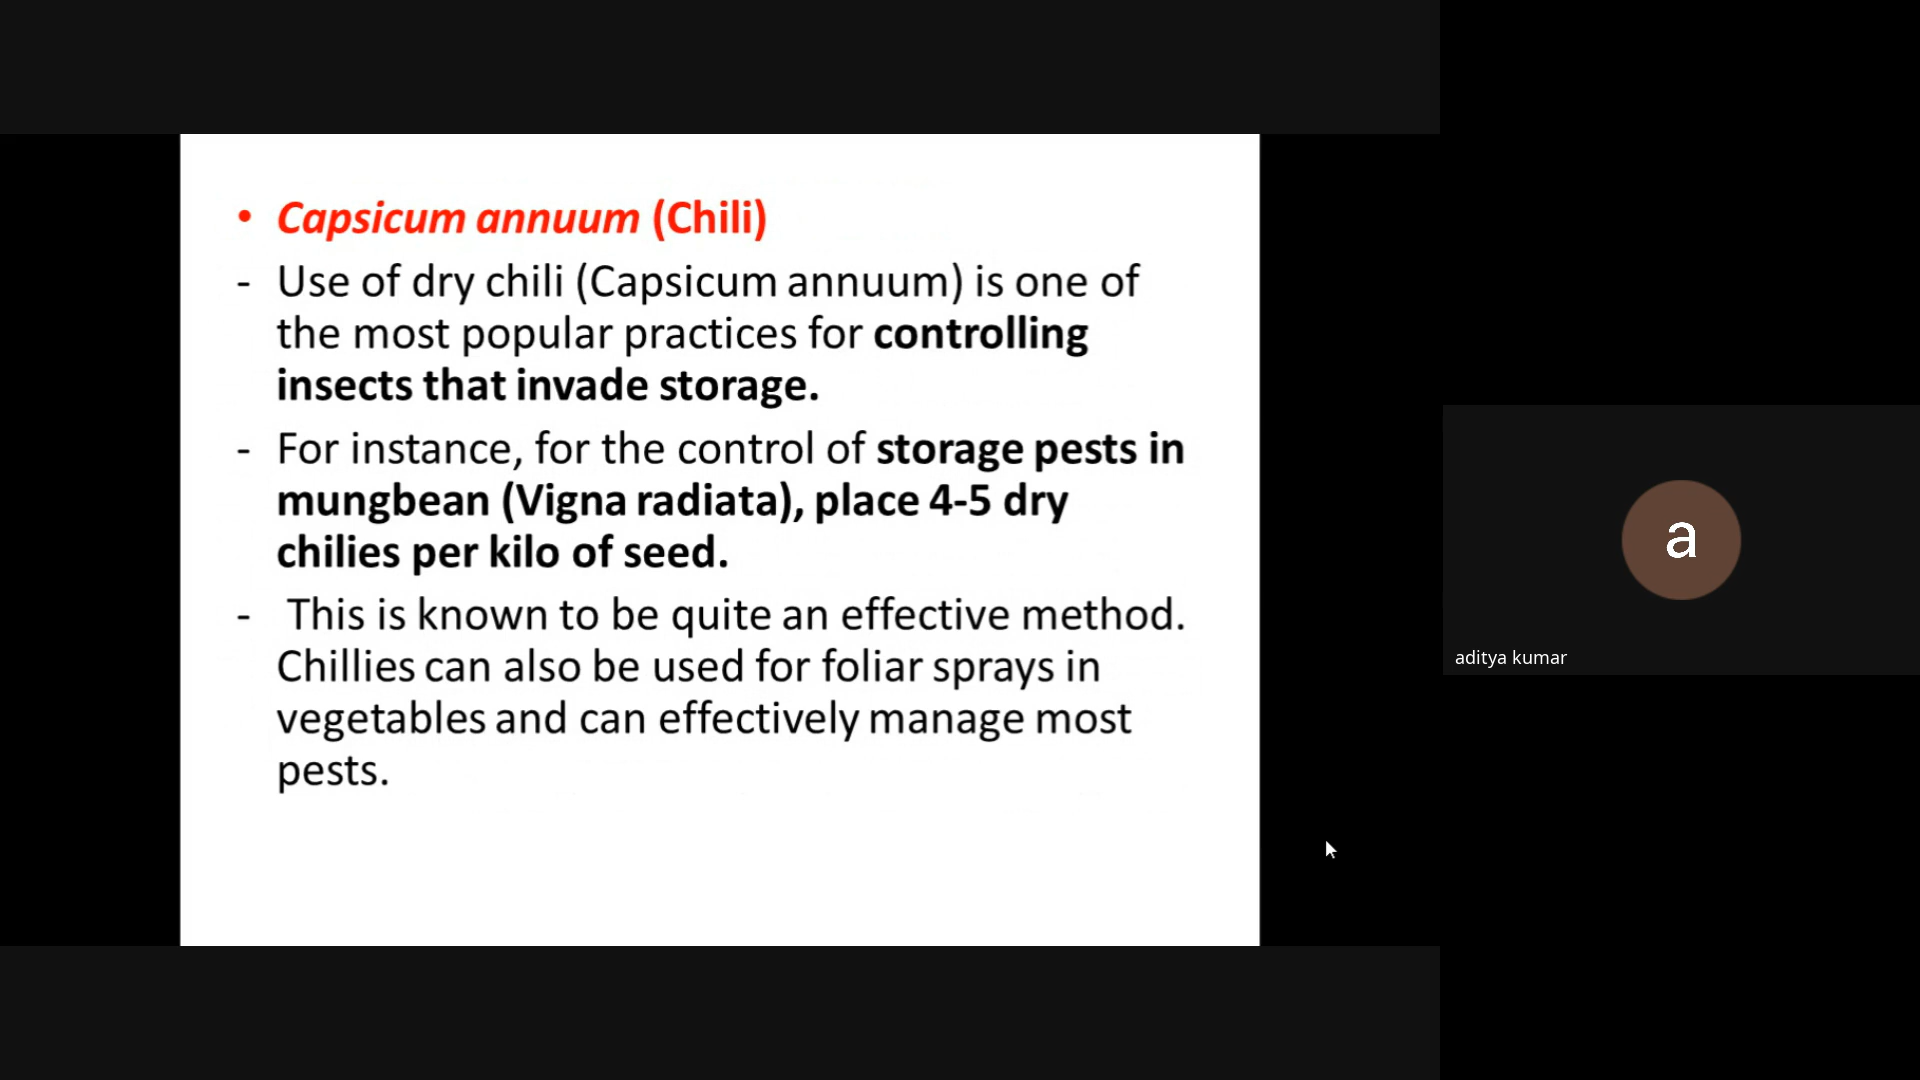 • Capsicum annuum (Chili)
- Use of dry chili (Capsicum annuum) is one of
the most popular practices for controlling
insects that invade storage.
- For instance, for the control of storage pests in
mungbean (Vigna radiata), place 4-5 dry
chilies per kilo of seed.
- This is known to be quite an effective method.
Chillies can also be used for foliar sprays in
vegetables and can effectively manage most
pests.
a
aditya kumar